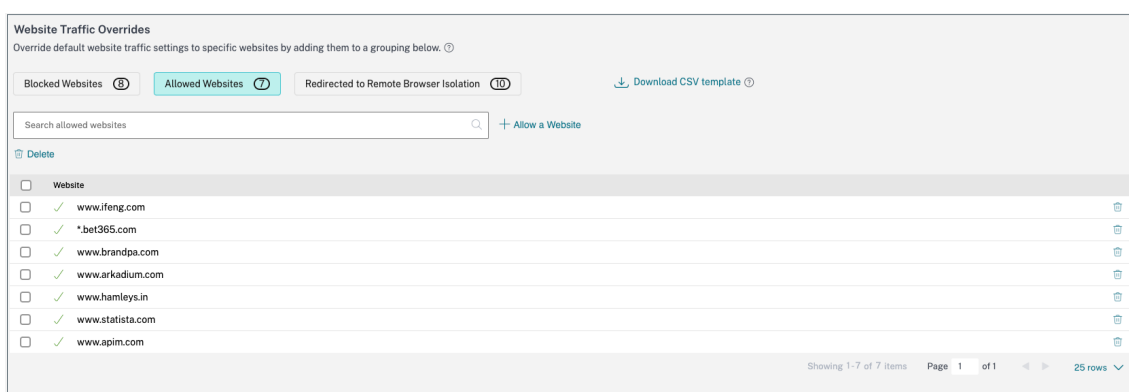 Website Traffic Overrides
Override default website traffic settings to specific websites by adding them to a grouping below.
Blocked Websites 8 Allowed Websites 7 Redirected to Remote Browser Isolation 10 Download CSV template
Search allowed websites + Allow a Website
Delete
Website
www.ifeng.com
*.bet365.com
www.brandpa.com
www.arkadium.com
www.hamleys.in
www.statista.com
www.apim.com
Showing 1-7 of 7 items Page 1 of 1 25 rows